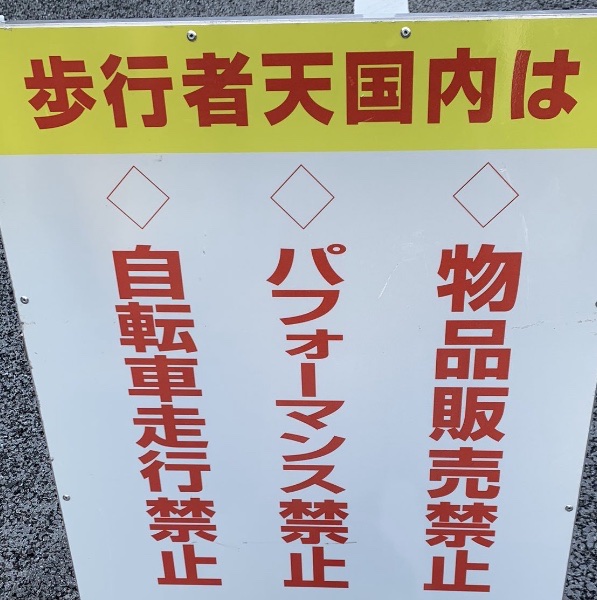 歩行者天国内は
◇物品販売禁止
◇パフォーマンス禁止
◇自転車走行禁止